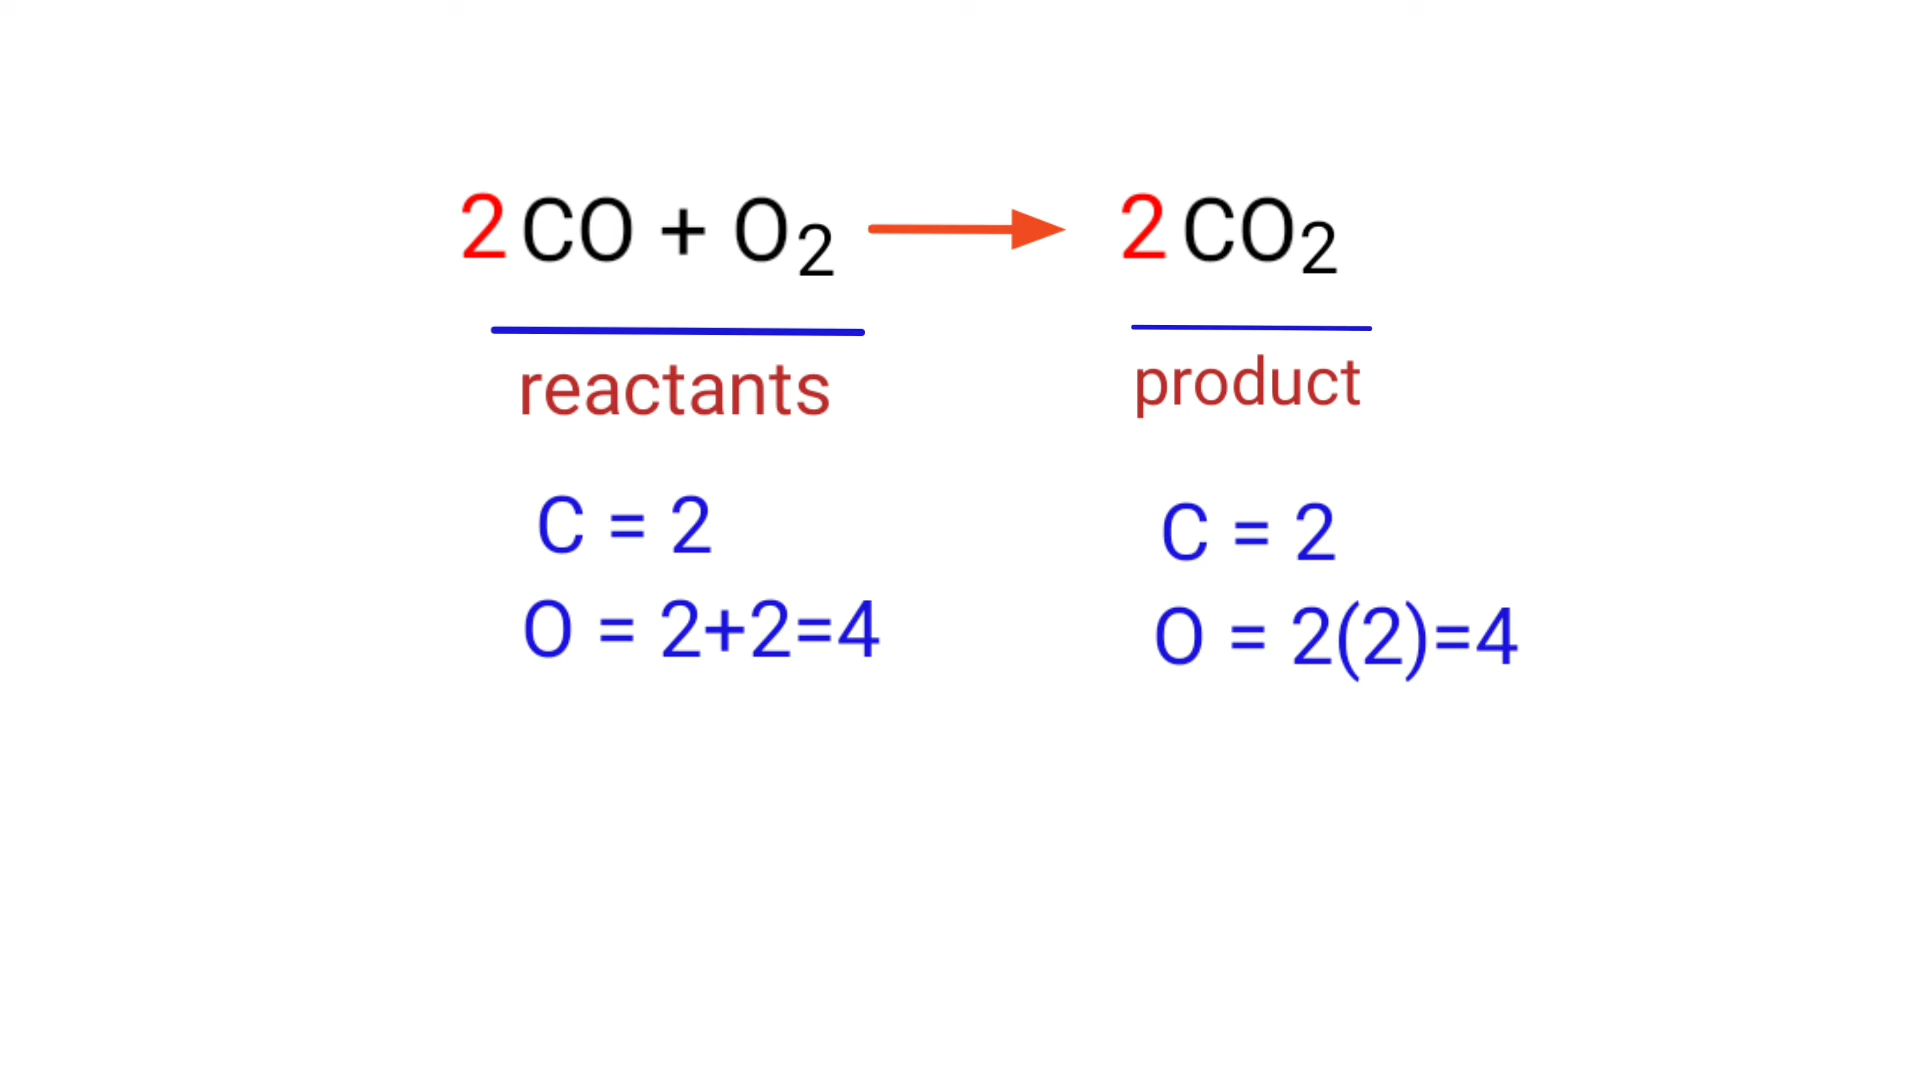 2CO + O₂ → 2CO₂
reactants
product
C = 2
O = 2+2=4
C = 2
O = 2(2)=4